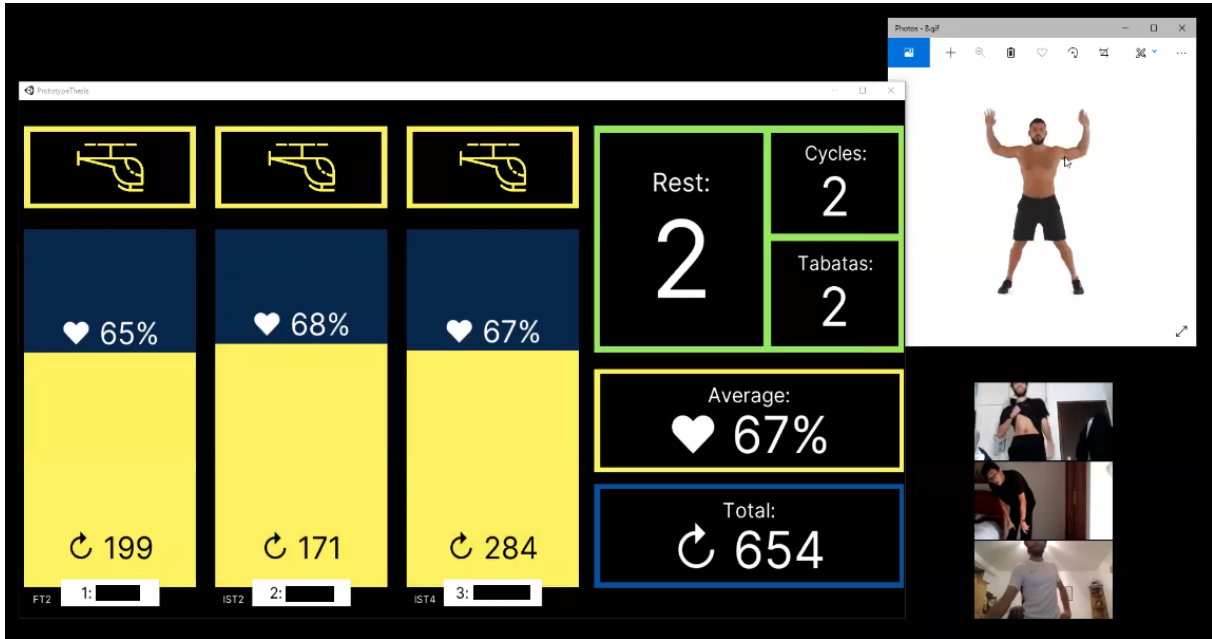 Photos - 8.gif
PrototypeThesis
65%
199
1:
FT2
68%
171
2:
IST2
67%
284
3:
IST4
Rest:
2
Cycles:
2
Tabatas:
2
Average:
67%
Total:
654